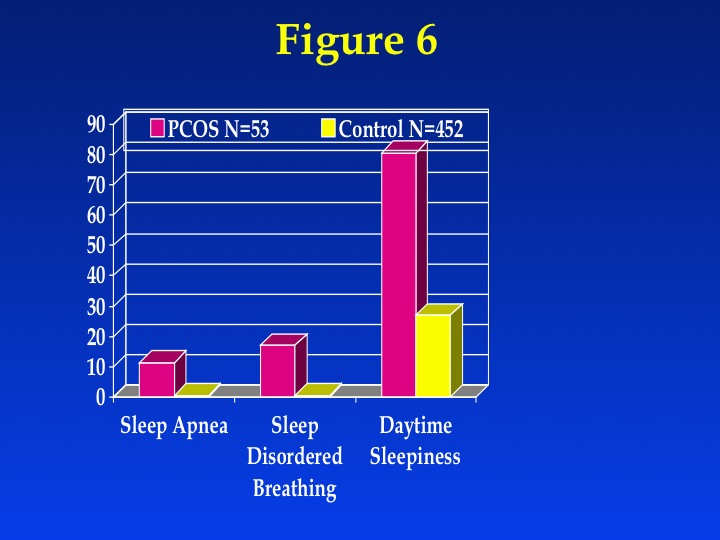 Figure 6
PCOS N=53
Control N=452
90
80
70
60
50
40
30
20
10
0
Sleep Apnea
Sleep
Disordered
Breathing
Daytime
Sleepiness